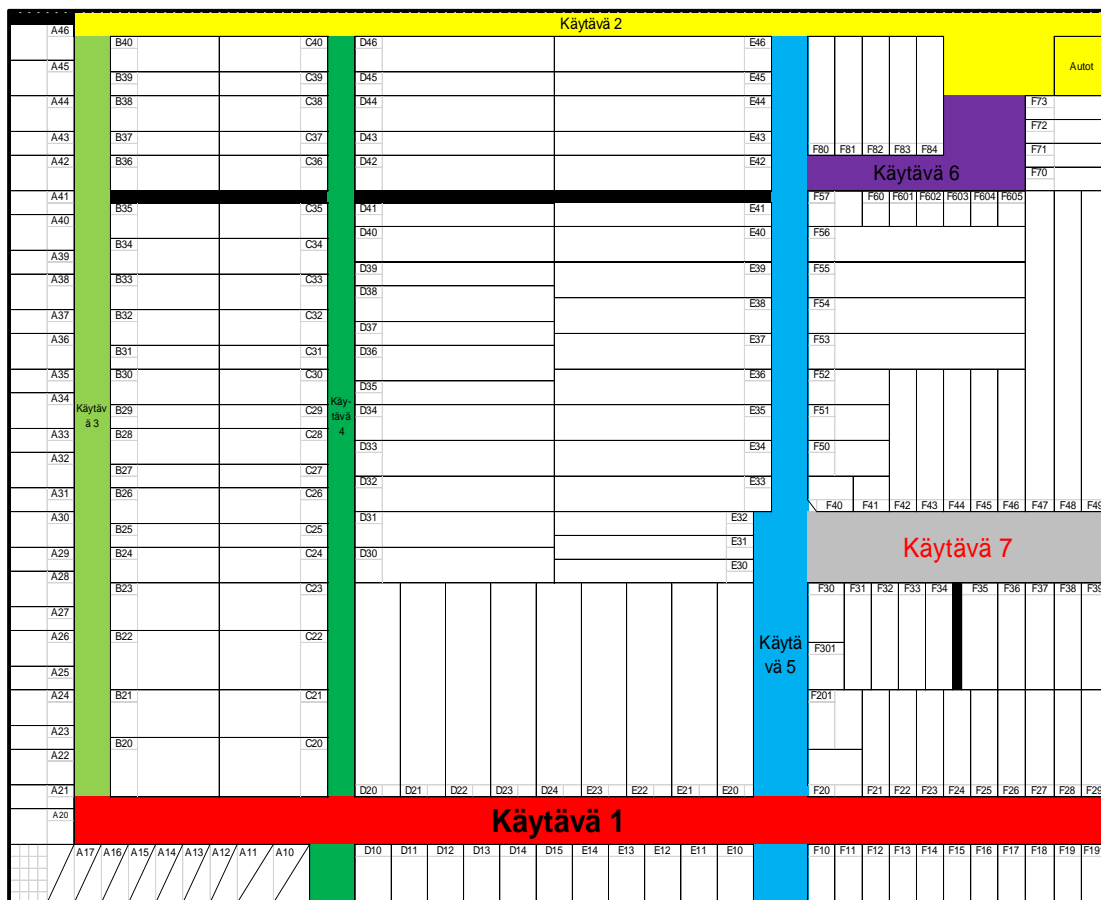 Käytävä 2
A46
B40 C40 D46 E46
A45 Autot
B39 C39 D45 E45
A44 B38 C38 D44 E44 F73
F72
A43 B37 C37 D43 E43
F80 F81 F82 F83 F84 F71
A42 B36 C36 D42 E42
Käytävä 6 F70
A41 F57 F60 F601 F602 F603 F604 F605
B35 C35 D41 E41
A40
D40 E40 F56
B34 C34
A39
D39 E39 F55
A38 B33 C33
D38
E38 F54
A37 B32 C32
D37
A36 E37 F53
B31 C31 D36
A35 B30 C30 E36 F52
D35
A34
Käytäv
ä 3
Käy-
tävä
4
B29 C29 D34 E35 F51
A33 B28 C28
D33 E34 F50
A32
B27 C27
D32 E33
A31 B26 C26
F40 F41 F42 F43 F44 F45 F46 F47 F48 F49
A30 D31 E32
B25 C25
E31
Käytävä 7
A29 B24 C24 D30
E30
A28
B23 C23 F30 F31 F32 F33 F34 F35 F36 F37 F38 F39
A27
A26 B22 C22
Käytä
vä 5
F301
A25
A24 B21 C21 F201
A23
B20 C20
A22
A21 D20 D21 D22 D23 D24 E23 E22 E21 E20 F20 F21 F22 F23 F24 F25 F26 F27 F28 F29
A20
Käytävä 1
A17 A16 A15 A14 A13 A12 A11 A10 D10 D11 D12 D13 D14 D15 E14 E13 E12 E11 E10 F10 F11 F12 F13 F14 F15 F16 F17 F18 F19 F19